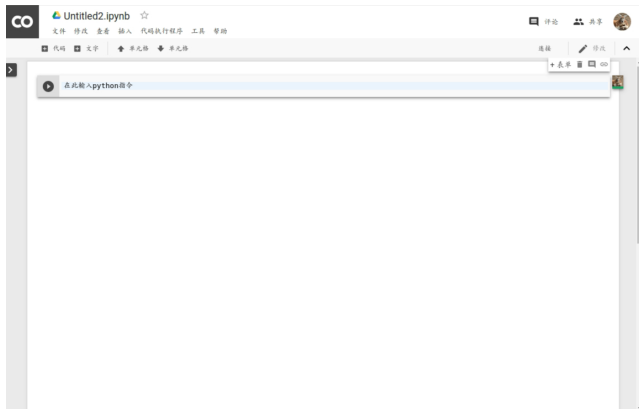 CO Untitled2.ipynb
评论 共享
文件 修改 查看 插入 代码执行程序 工具 帮助
代码 文字 单元格 单元格 连接 修改
+ 表单
在此输入python指令